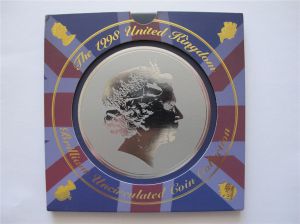 The 1998 United Kingdom
Brilliant Uncirculated Coin Collection